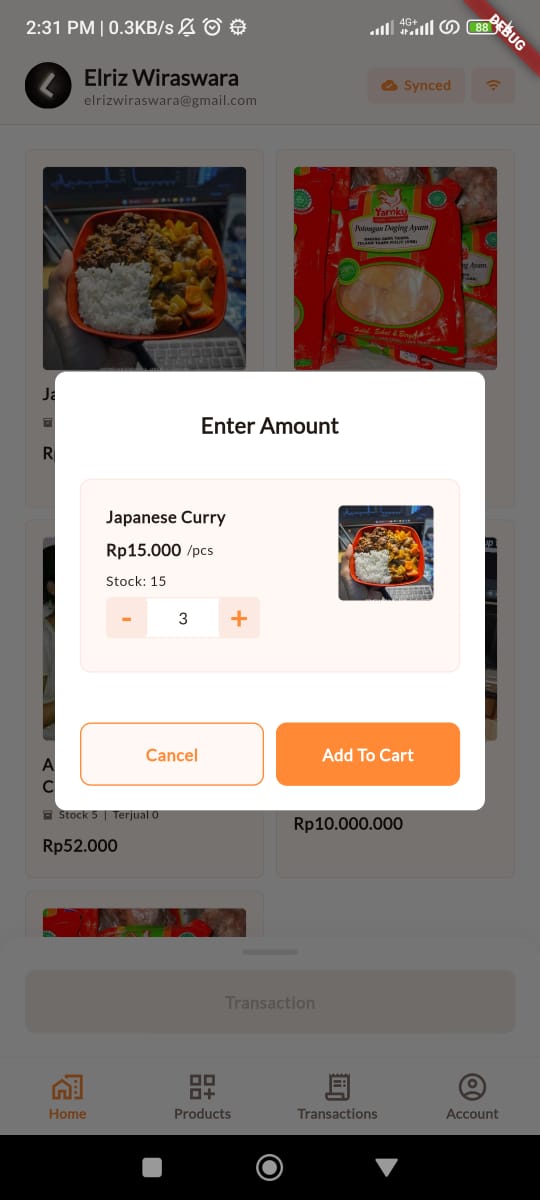 2:31 PM | 0.3KB/s
4G+
88
DEBUG
Elriz Wiraswara
elrizwiraswara@gmail.com
Synced
Yamku
Potongan Daging Ayam
Enter Amount
Japanese Curry
Rp15.000 /pcs
Stock: 15
- 3 +
Cancel
Add To Cart
Stock 5 | Terjual 0
Rp52.000
Rp10.000.000
Transaction
Home
Products
Transactions
Account